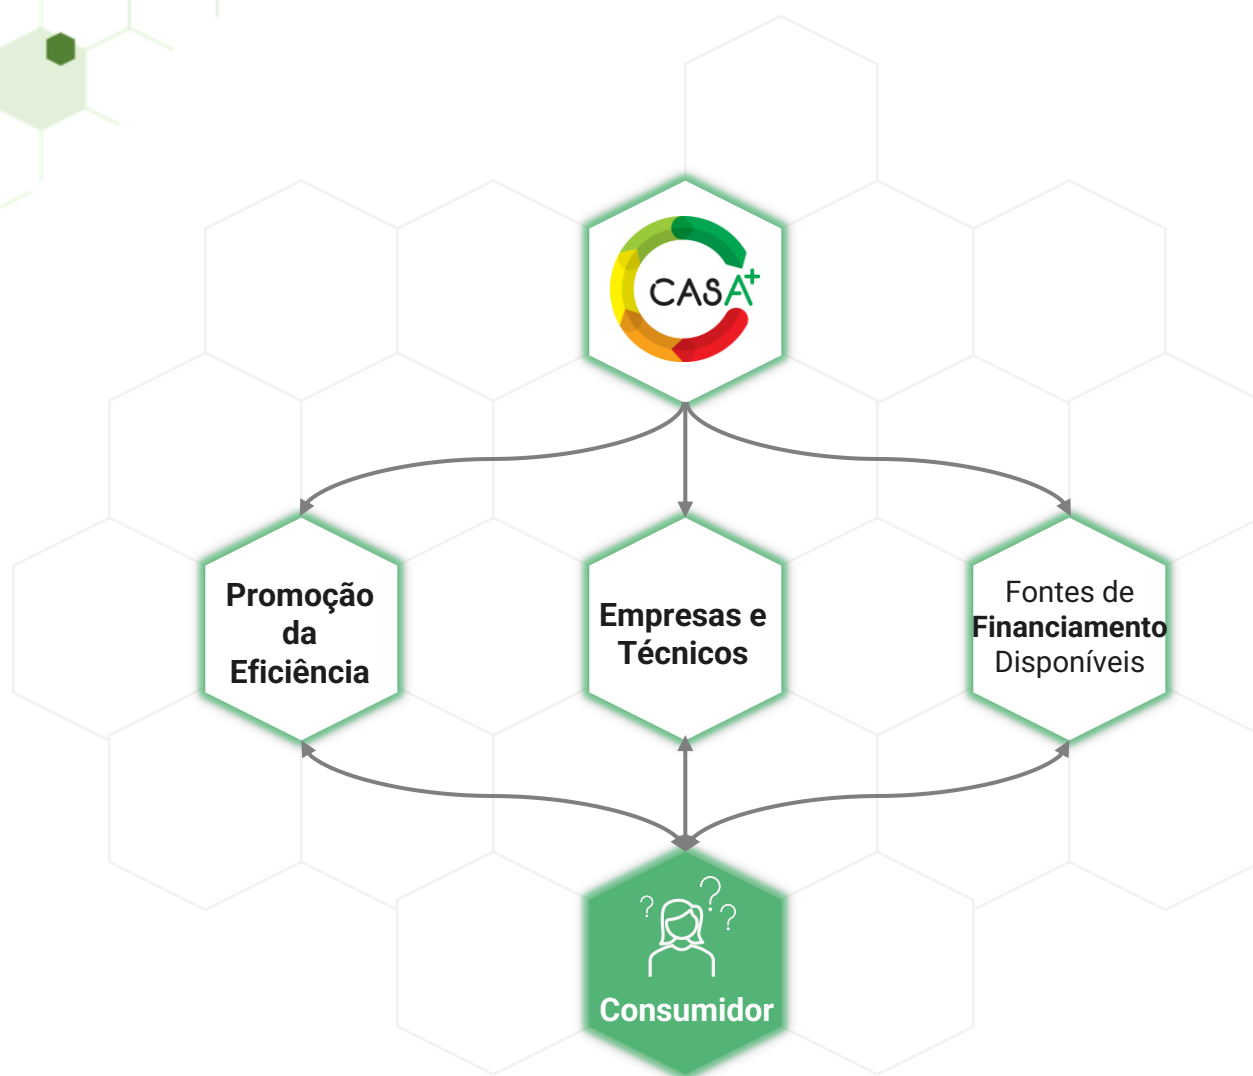 CASA+
Promoção
da
Eficiência
Empresas e
Técnicos
Fontes de
Financiamento
Disponíveis
? ? ?
Consumidor